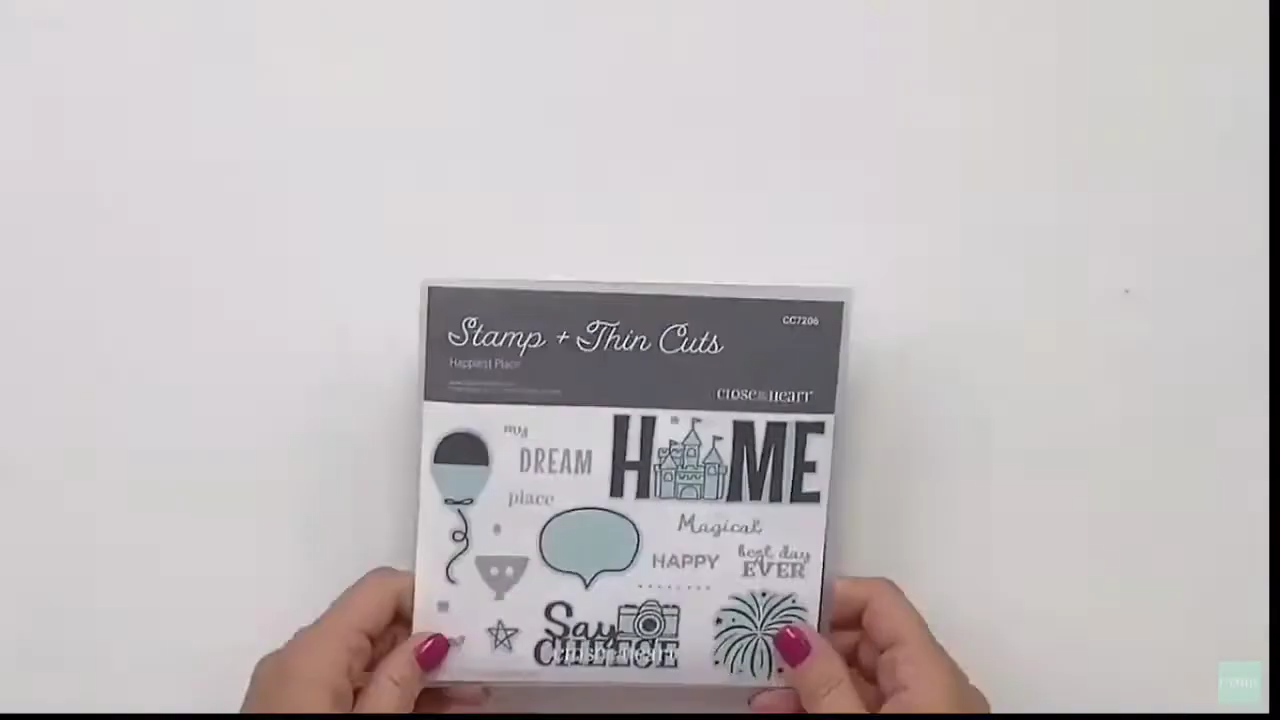 Stamp + Thin Cuts
CC7206
Happiest Place
close to my heart
my
DREAM
place
HOME
Magical
HAPPY
best day
EVER
Say
CHEESE